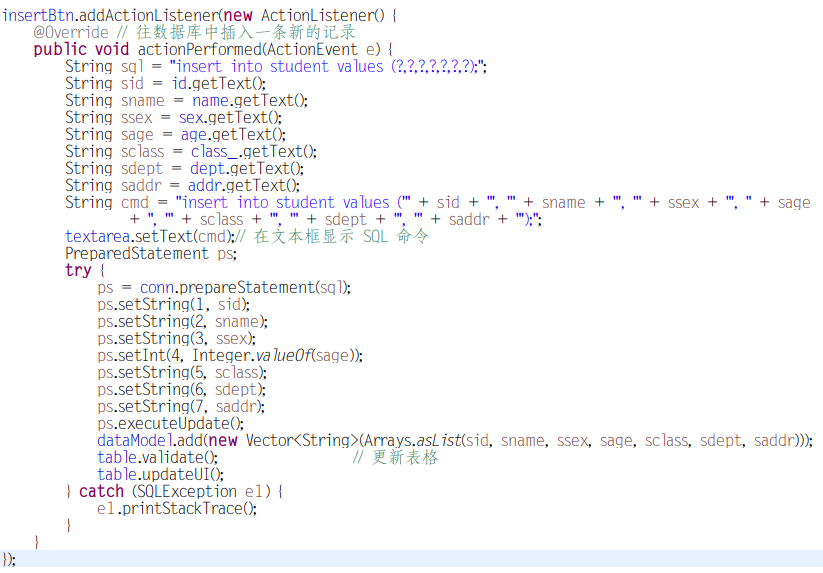 insertBtn.addActionListener(new ActionListener() {
    @Override // 往数据库中插入一条新的记录
    public void actionPerformed(ActionEvent e) {
        String sql = "insert into student values (?,?,?,?,?,?,?);";
        String sid = id.getText();
        String sname = name.getText();
        String ssex = sex.getText();
        String sage = age.getText();
        String sclass = class_.getText();
        String sdept = dept.getText();
        String saddr = addr.getText();
        String cmd = "insert into student values ('" + sid + "', '" + sname + "', '" + ssex + "', " + sage
                + ", '" + sclass + "', '" + sdept + "', '" + saddr + "');";
        textarea.setText(cmd);// 在文本框显示 SQL 命令
        PreparedStatement ps;
        try {
            ps = conn.prepareStatement(sql);
            ps.setString(1, sid);
            ps.setString(2, sname);
            ps.setString(3, ssex);
            ps.setInt(4, Integer.valueOf(sage));
            ps.setString(5, sclass);
            ps.setString(6, sdept);
            ps.setString(7, saddr);
            ps.executeUpdate();
            dataModel.add(new Vector<String>(Arrays.asList(sid, sname, ssex, sage, sclass, sdept, saddr)));
            table.validate();                // 更新表格
            table.updateUI();
        } catch (SQLException e1) {
            e1.printStackTrace();
        }
    }
});